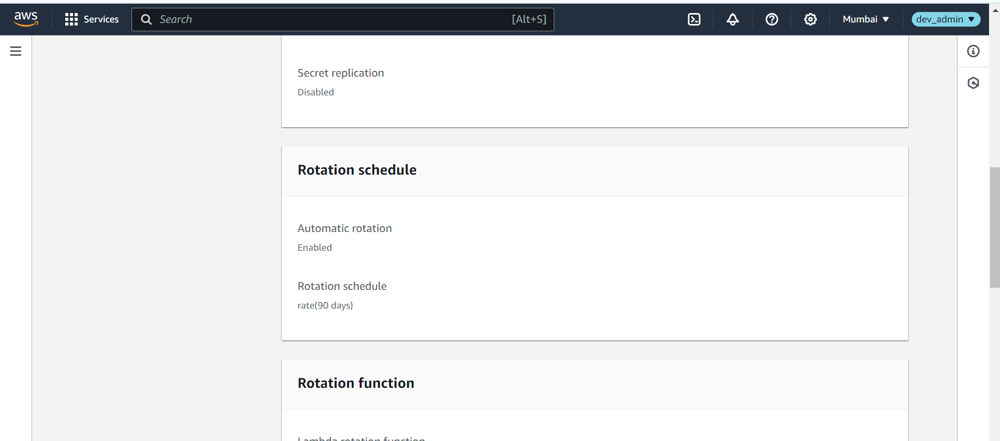 aws
Services
Search [Alt+S]
Mumbai
dev_admin
Secret replication
Disabled
Rotation schedule
Automatic rotation
Enabled
Rotation schedule
rate(90 days)
Rotation function
Lambda rotation function